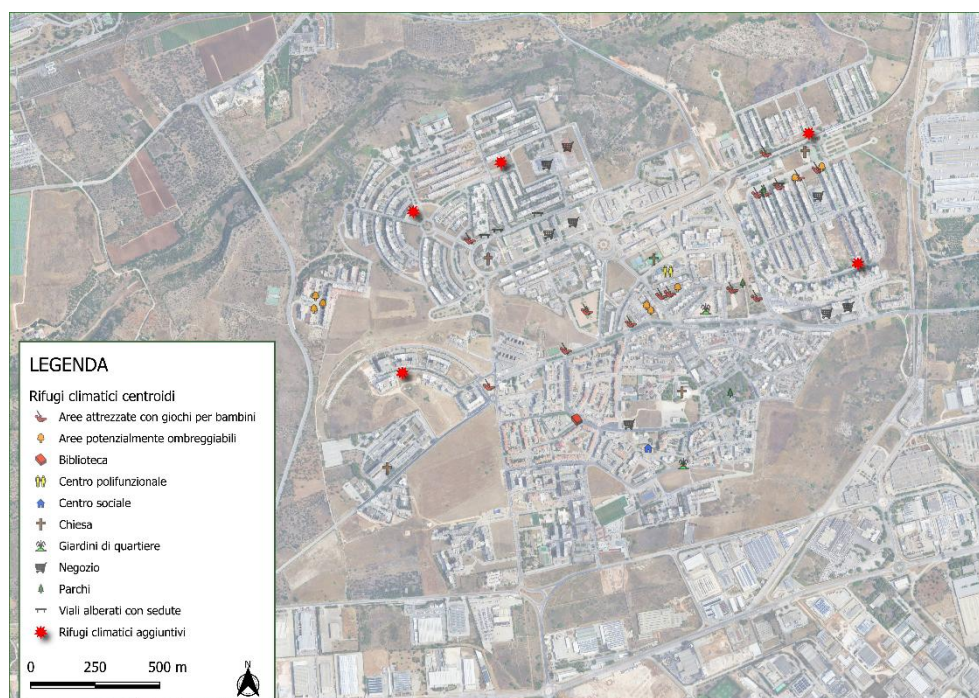 LEGENDA
Rifugi climatici centroidi
Aree attrezzate con giochi per bambini
Aree potenzialmente ombreggiabili
Biblioteca
Centro polifunzionale
Centro sociale
Chiesa
Giardini di quartiere
Negozio
Parchi
Viali alberati con sedute
Rifugi climatici aggiuntivi
0 250 500 m
N